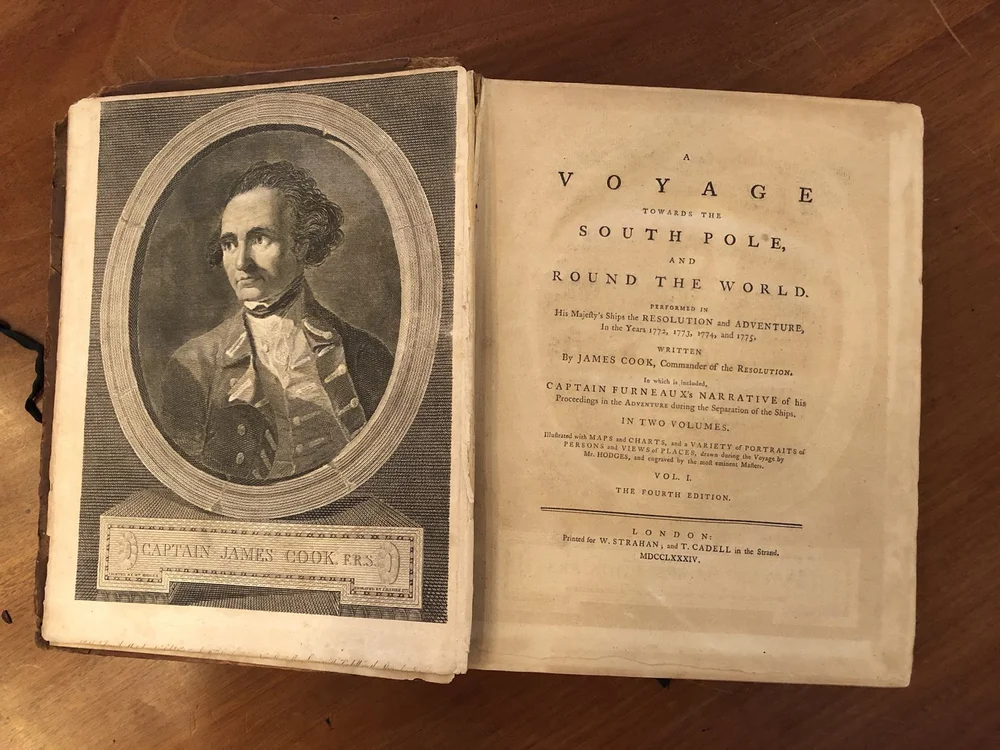 CAPTAIN JAMES COOK. F.R.S.
A
VOYAGE
TOWARDS THE
SOUTH POLE,
AND
ROUND THE WORLD.
PERFORMED IN
His Majeſty's Ships the RESOLUTION and ADVENTURE,
In the Years 1772, 1773, 1774, and 1775,
WRITTEN
By JAMES COOK, Commander of the RESOLUTION.
In which is included,
CAPTAIN FURNEAUX's NARRATIVE of his
Proceedings in the ADVENTURE during the Separation of the Ships.
IN TWO VOLUMES.
Illuſtrated with MAPS and CHARTS, and a VARIETY of PORTRAITS of
PERSONS and VIEWS of PLACES, drawn during the Voyage by
Mr. HODGES, and engraved by the moſt eminent Maſters.
VOL. I.
THE FOURTH EDITION.
LONDON:
Printed for W. STRAHAN; and T. CADELL in the Strand.
MDCCLXXXIV.